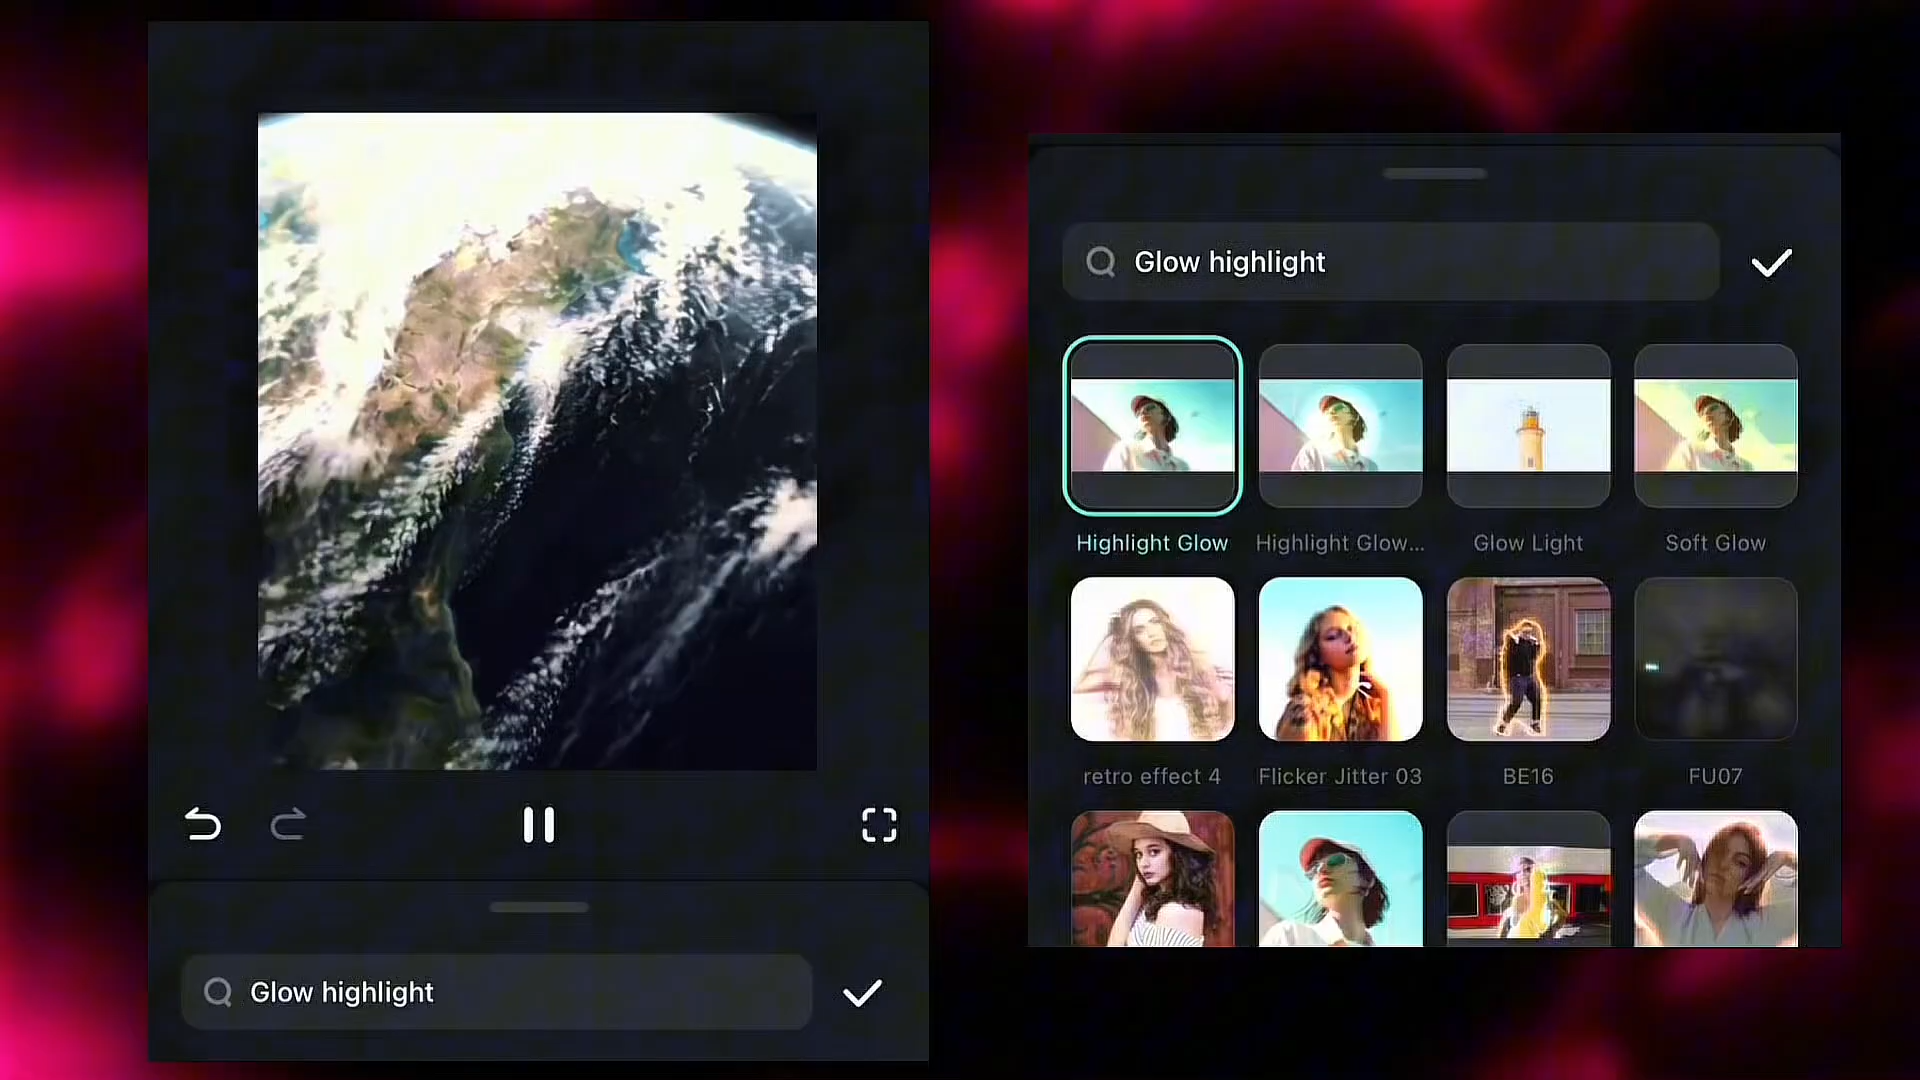 Glow highlight
Glow highlight
Highlight Glow
Highlight Glow...
Glow Light
Soft Glow
retro effect 4
Flicker Jitter 03
BE16
FU07